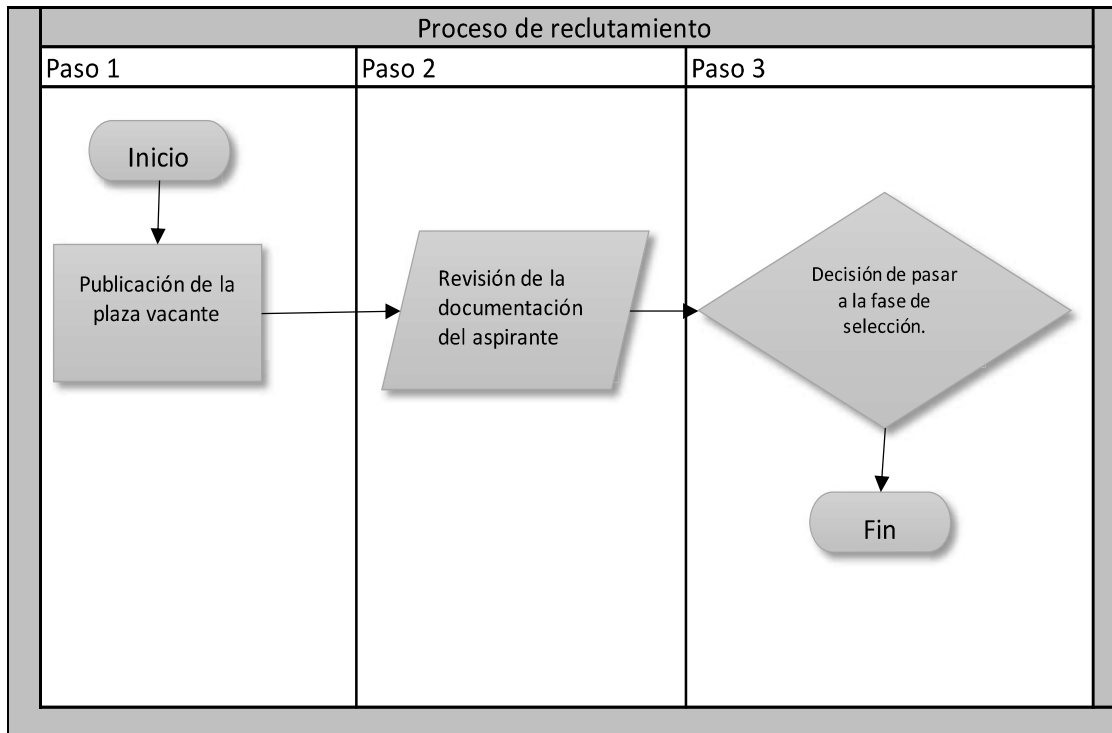 Proceso de reclutamiento
Paso 1
Paso 2
Paso 3
Inicio
Publicación de la
plaza vacante
Revisión de la
documentación
del aspirante
Decisión de pasar
a la fase de
selección.
Fin